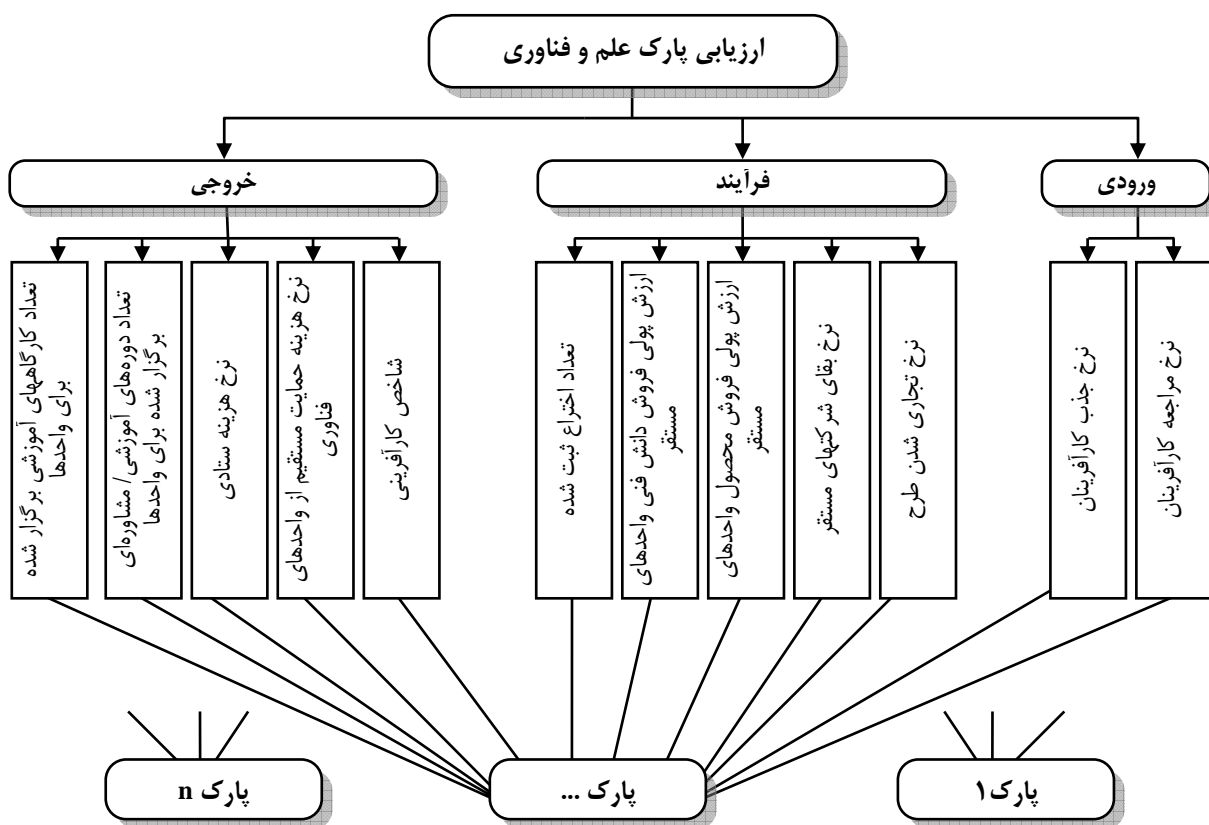 ارزیابی پارک علم و فناوری
ورودی
فرآیند
خروجی
نرخ مراجعه کارآفرینان
نرخ جذب کارآفرینان
نرخ تجاری شدن طرح
نرخ بقای شرکتهای مستقر
ارزش پولی فروش محصول واحدهای
مستقر
ارزش پولی فروش دانش فنی واحدهای
مستقر
تعداد اختراع ثبت شده
شاخص کارآفرینی
نرخ هزینه حمایت مستقیم از واحدهای
فناوری
نرخ هزینه ستادی
تعداد دوره‌های آموزشی/ مشاوره‌ای
برگزار شده برای واحدها
تعداد کارگاههای آموزشی برگزار شده
برای واحدها
پارک ۱
پارک ...
پارک n